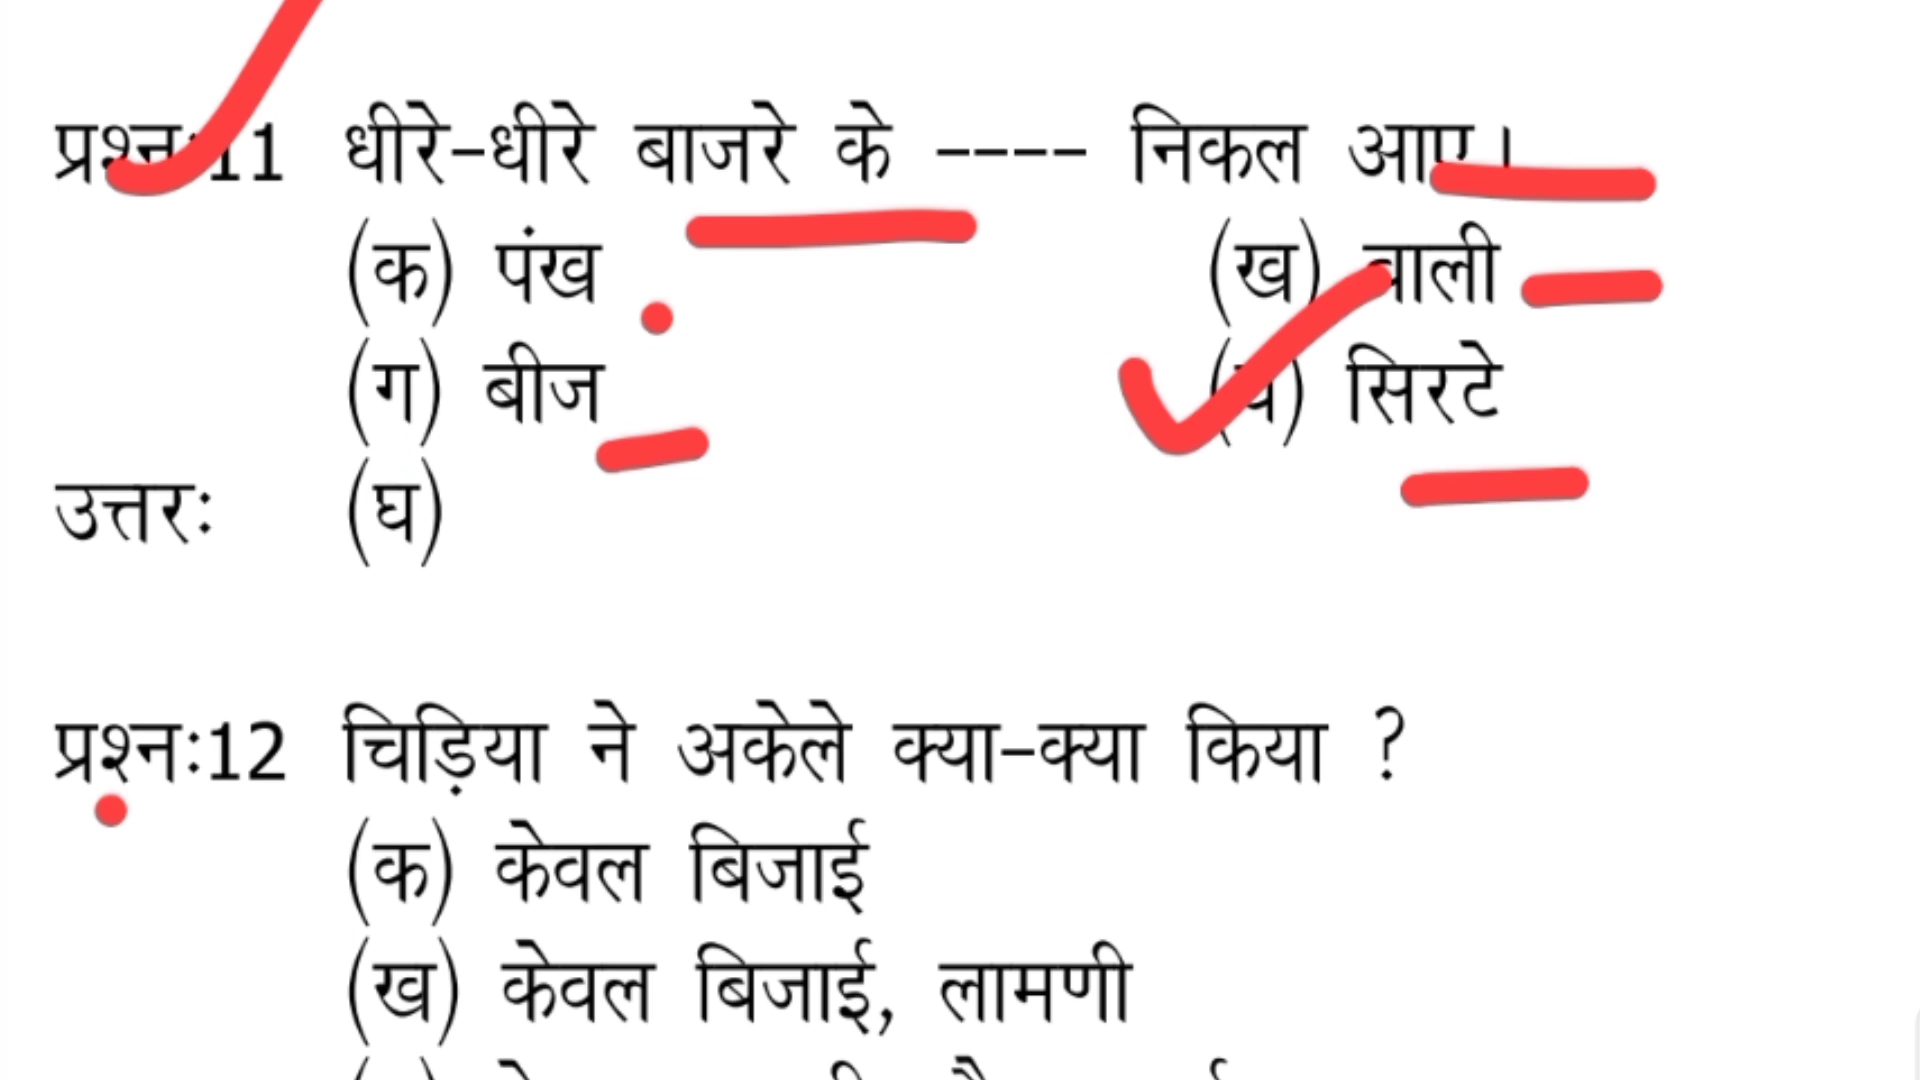 प्रश्नः11 धीरे-धीरे बाजरे के ---- निकल आए।
(क) पंख (ख) बाली
(ग) बीज (घ) सिरटे
उत्तरः (घ)
प्रश्नः12 चिड़िया ने अकेले क्या-क्या किया ?
(क) केवल बिजाई
(ख) केवल बिजाई, लामणी